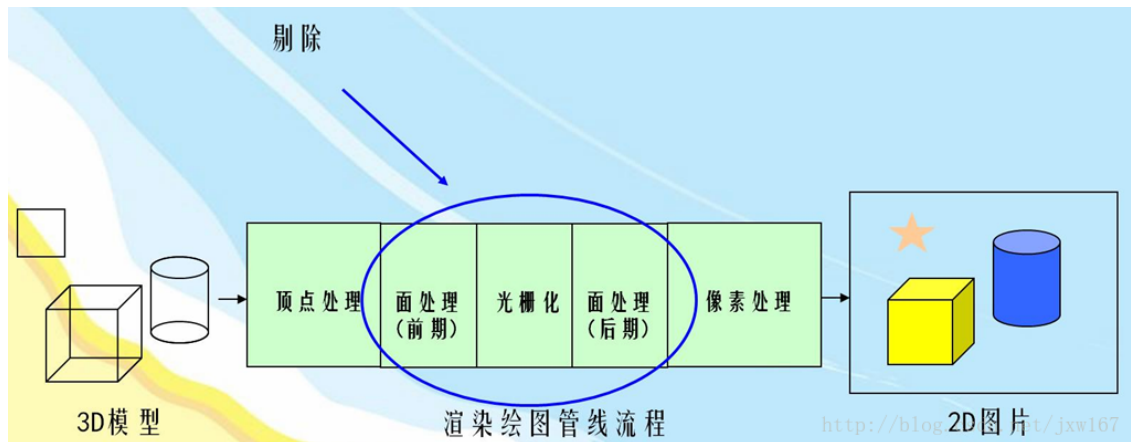 剔除
顶点处理
面处理
(前期)
光栅化
面处理
(后期)
像素处理
3D模型
渲染绘图管线流程
2D图片
http://blog.csdn.net/jxw167